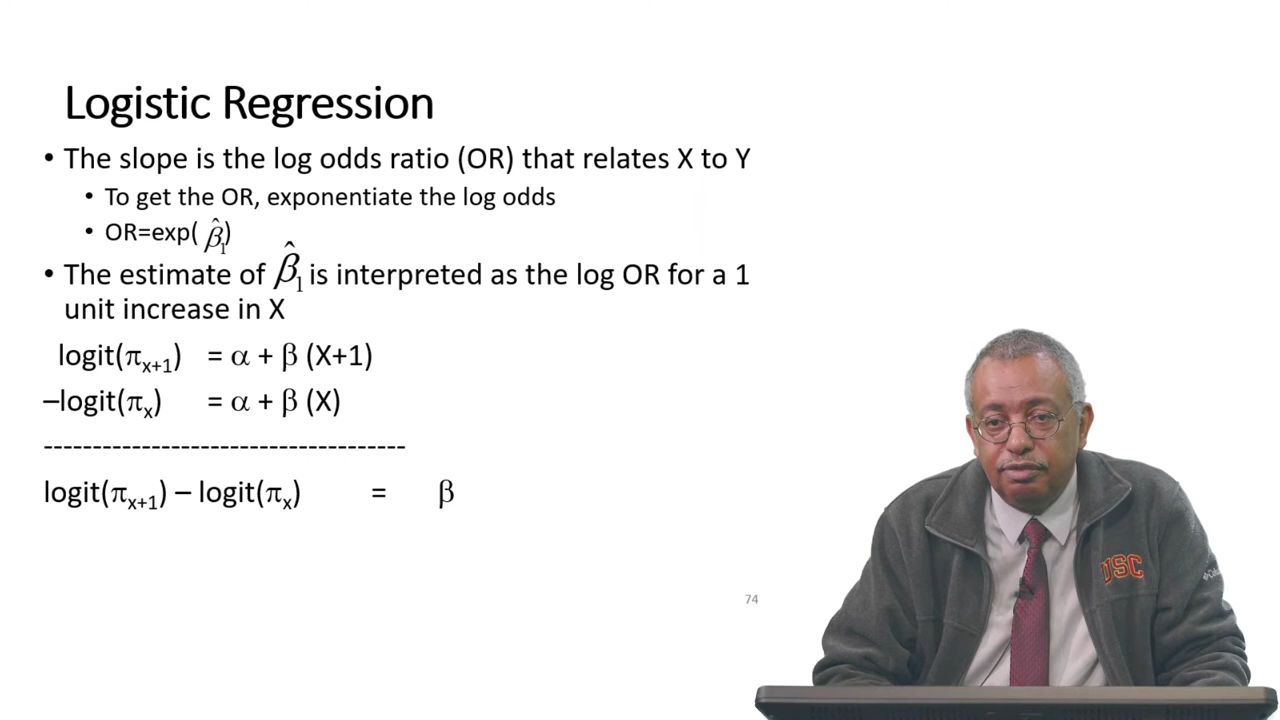 Logistic Regression
• The slope is the log odds ratio (OR) that relates X to Y
• To get the OR, exponentiate the log odds
• OR=exp( β̂₁)
• The estimate of β̂₁ is interpreted as the log OR for a 1
unit increase in X
logit(πx+1) = α + β (X+1)
–logit(πx) = α + β (X)
-------------------------------------
logit(πx+1) – logit(πx) = β
USC
74